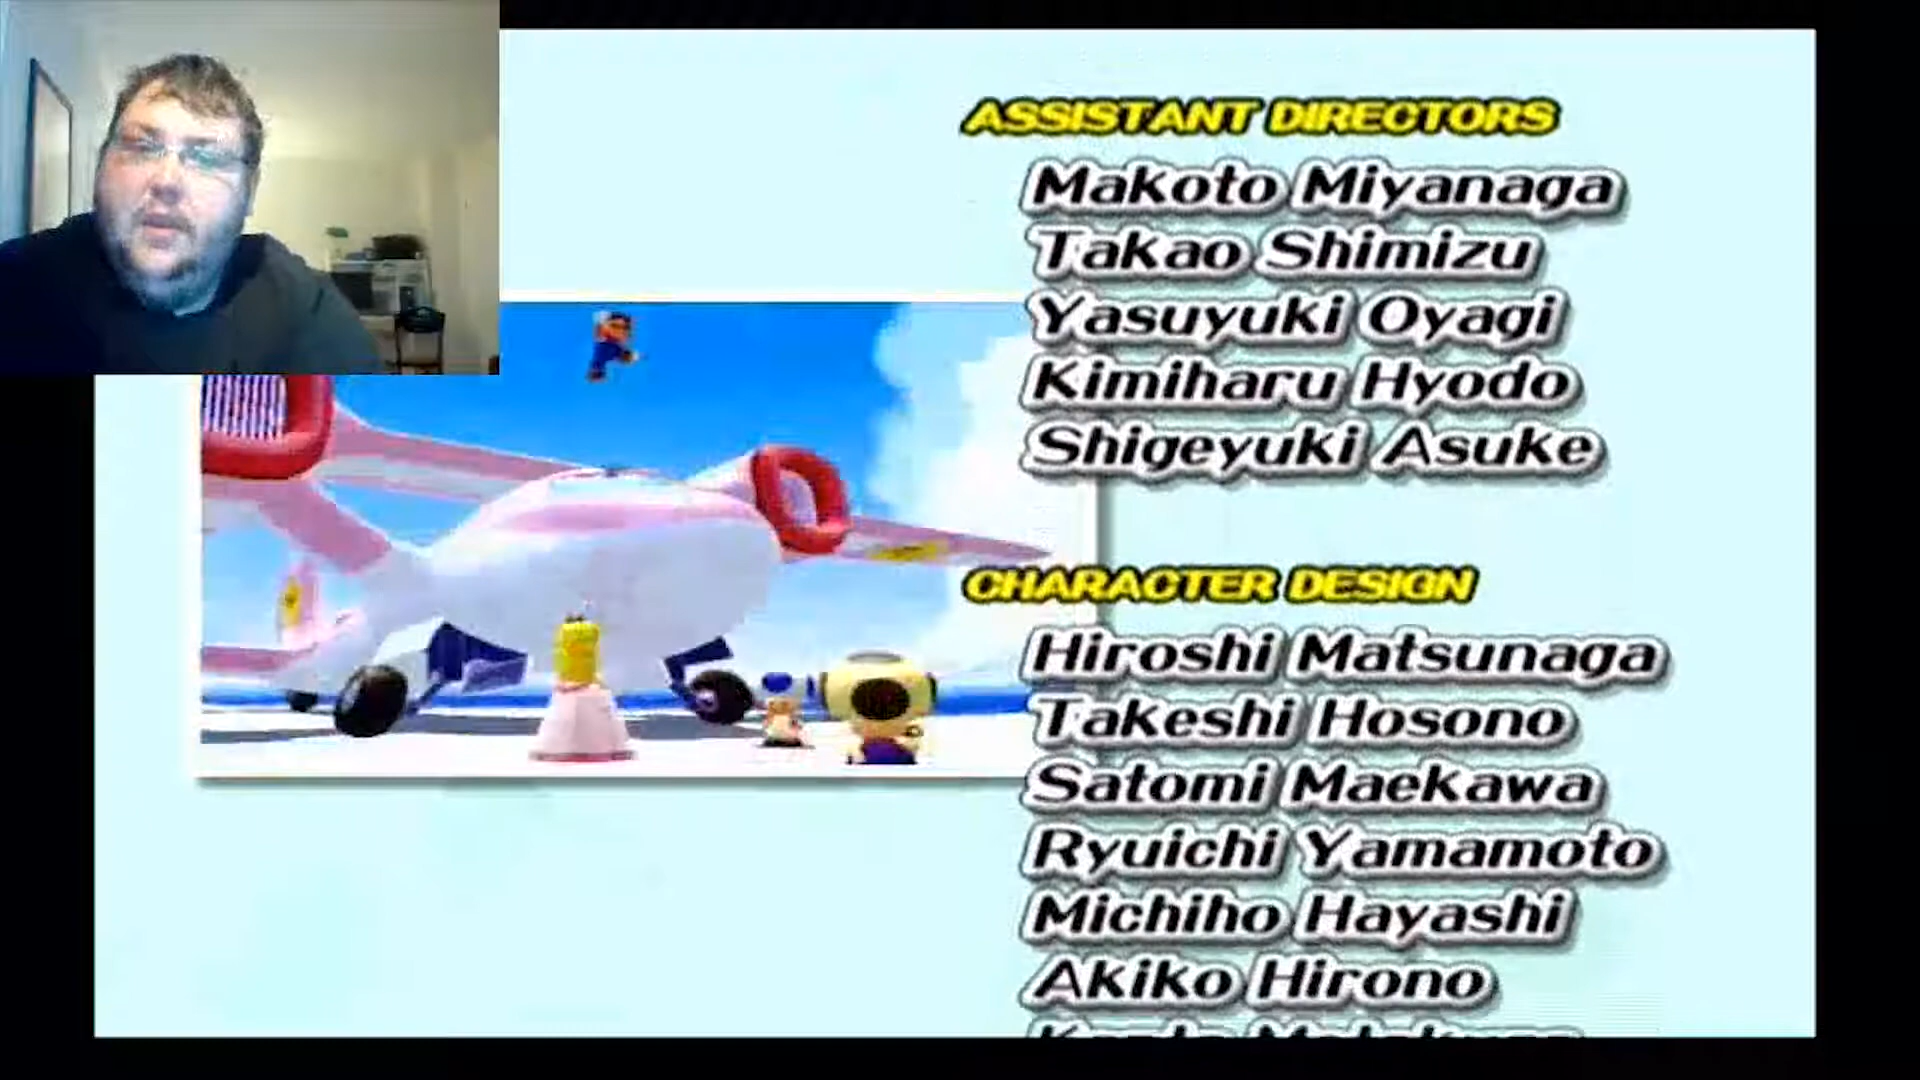 ASSISTANT DIRECTORS
Makoto Miyanaga
Takao Shimizu
Yasuyuki Oyagi
Kimiharu Hyodo
Shigeyuki Asuke
CHARACTER DESIGN
Hiroshi Matsunaga
Takeshi Hosono
Satomi Maekawa
Ryuichi Yamamoto
Michiho Hayashi
Akiko Hirono